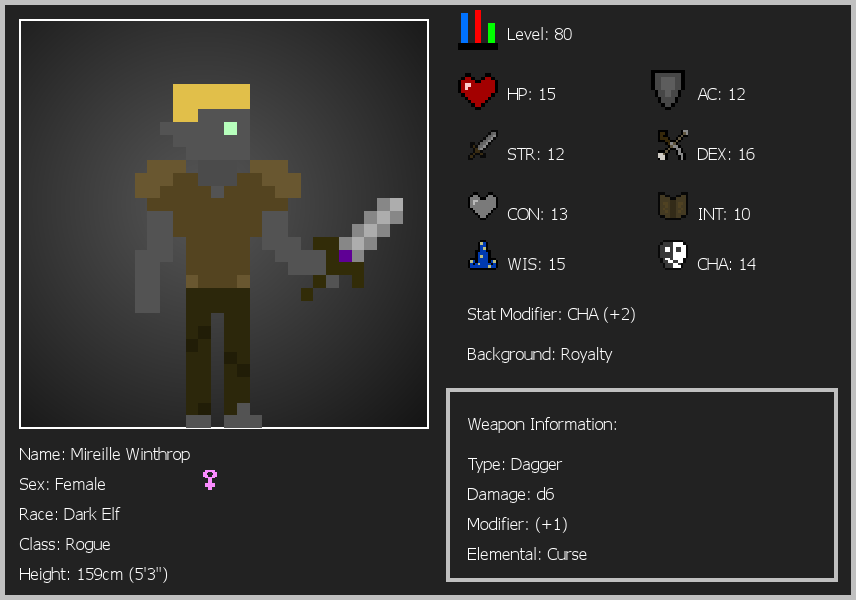 Level: 80
HP: 15
AC: 12
STR: 12
DEX: 16
CON: 13
INT: 10
WIS: 15
CHA: 14
Stat Modifier: CHA (+2)
Background: Royalty
Weapon Information:
Type: Dagger
Damage: d6
Modifier: (+1)
Elemental: Curse
Name: Mireille Winthrop
Sex: Female
Race: Dark Elf
Class: Rogue
Height: 159cm (5'3")